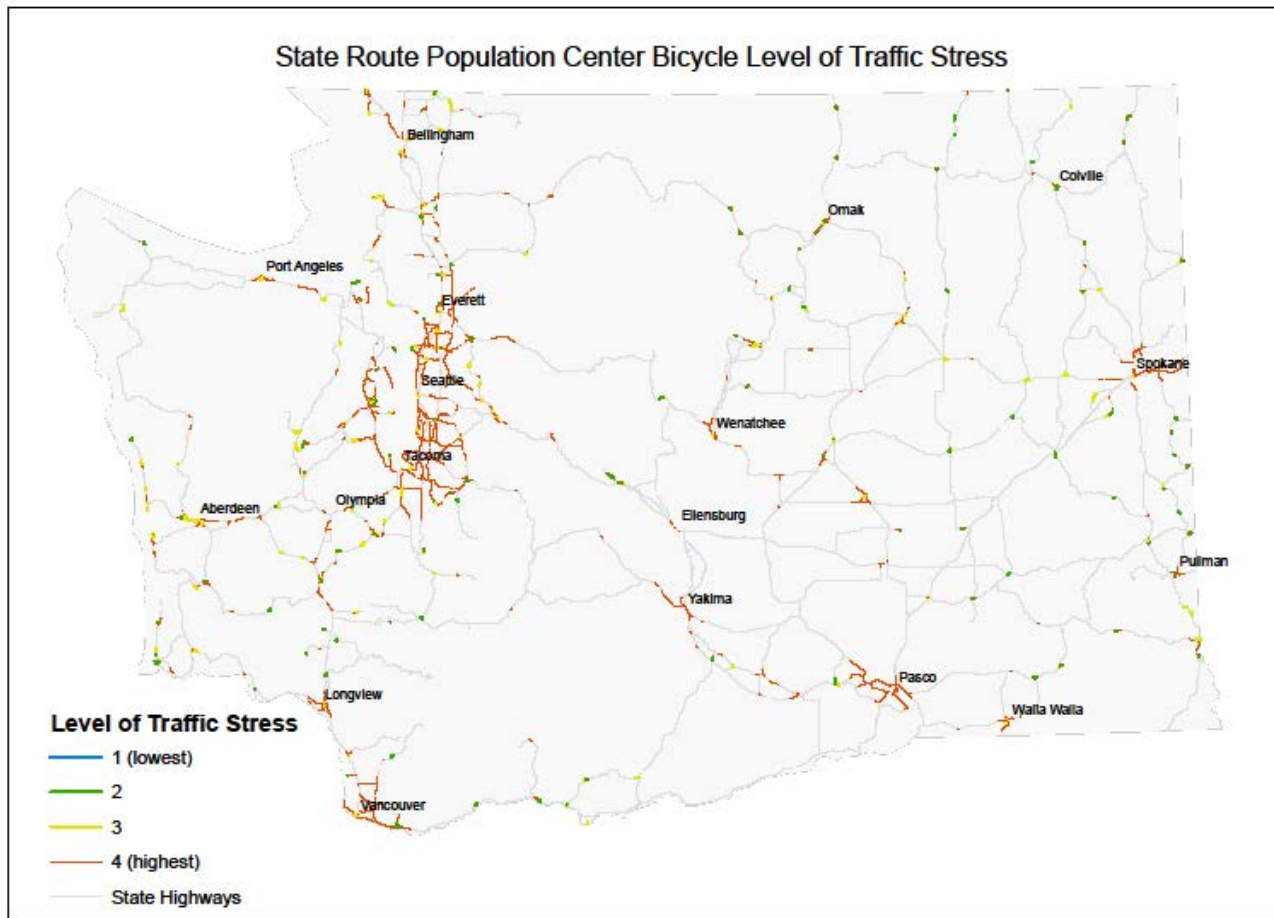 State Route Population Center Bicycle Level of Traffic Stress
Bellingham
Colville
Omak
Port Angeles
Everett
Spokane
Seattle
Wenatchee
Tacoma
Olympia
Aberdeen
Ellensburg
Pullman
Yakima
Pasco
Longview
Walla Walla
Vancouver
Level of Traffic Stress
1 (lowest)
2
3
4 (highest)
State Highways